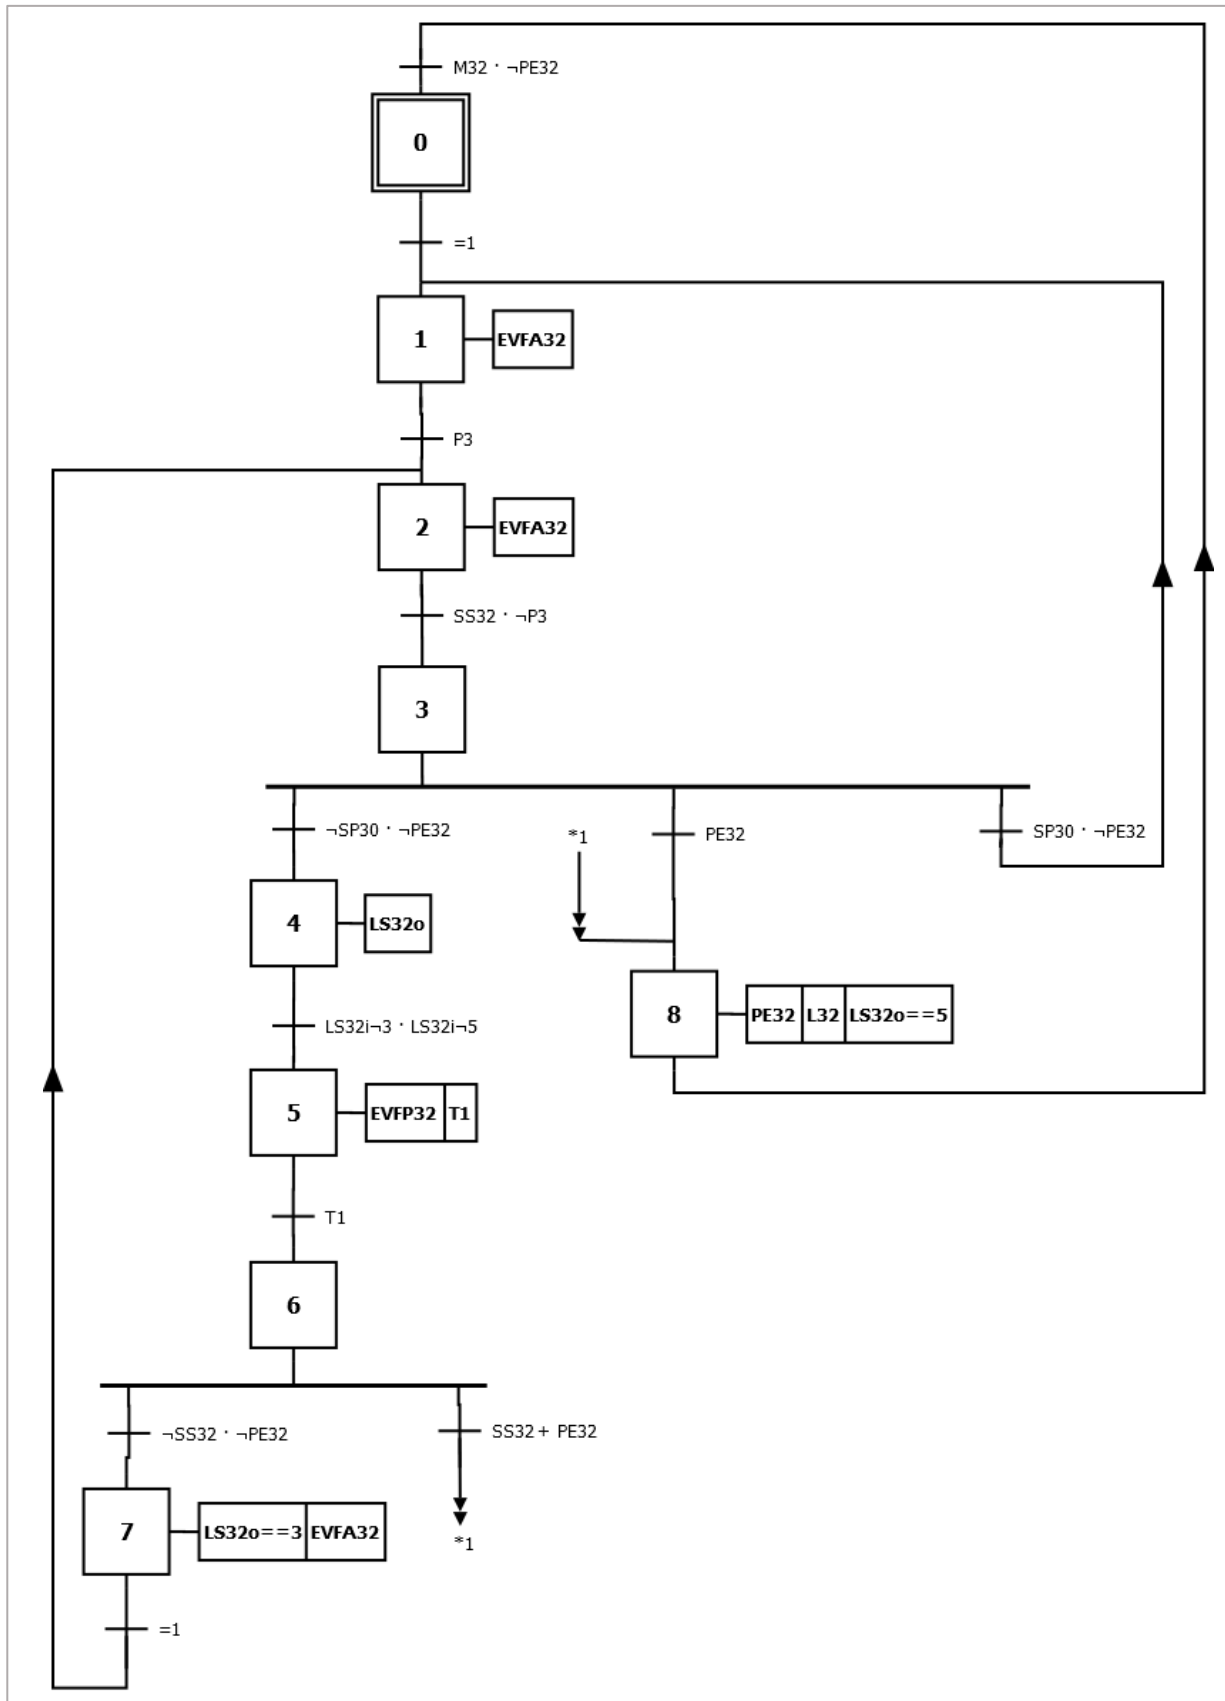 M32 · ¬PE32
0
=1
1
EVFA32
P3
2
EVFA32
SS32 · ¬P3
3
¬SP30 · ¬PE32
*1
PE32
SP30 · ¬PE32
4
LS32o
8
PE32
L32
LS32o==5
LS32i¬3 · LS32i¬5
5
EVFP32
T1
T1
6
¬SS32 · ¬PE32
SS32 + PE32
7
LS32o==3
EVFA32
*1
=1